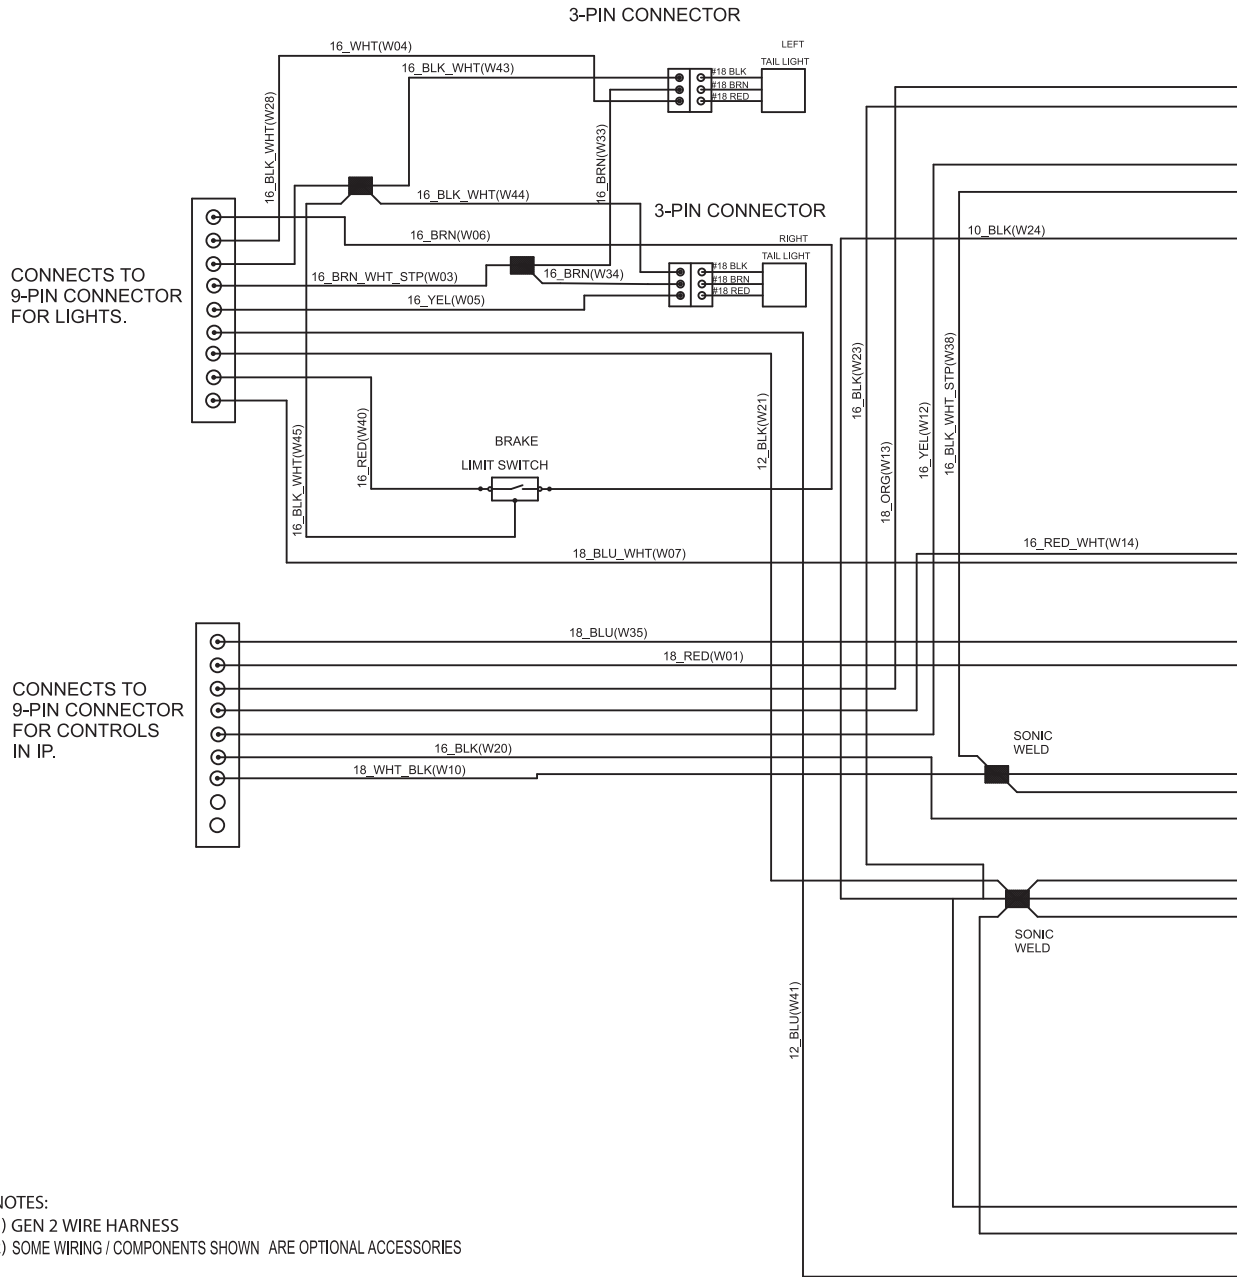 3-PIN CONNECTOR
16_WHT(W04)
LEFT
TAIL LIGHT
16_BLK_WHT(W43)
#18 BLK
#18 BRN
#18 RED
16_BLK_WHT(W28)
16_BRN(W33)
16_BLK_WHT(W44)
3-PIN CONNECTOR
16_BRN(W06)
10_BLK(W24)
RIGHT
TAIL LIGHT
CONNECTS TO
9-PIN CONNECTOR
FOR LIGHTS.
16_BRN_WHT_STP(W03)
16_BRN(W34)
#18 BLK
#18 BRN
#18 RED
16_YEL(W05)
16_BLK(W23)
16_BLK_WHT_STP(W38)
12_BLK(W21)
16_YEL(W12)
18_ORG(W13)
16_BLK_WHT(W45)
16_RED(W40)
BRAKE
LIMIT SWITCH
16_RED_WHT(W14)
18_BLU_WHT(W07)
18_BLU(W35)
18_RED(W01)
CONNECTS TO
9-PIN CONNECTOR
FOR CONTROLS
IN IP.
16_BLK(W20)
18_WHT_BLK(W10)
SONIC
WELD
SONIC
WELD
12_BLU(W41)
NOTES:
) GEN 2 WIRE HARNESS
) SOME WIRING / COMPONENTS SHOWN ARE OPTIONAL ACCESSORIES